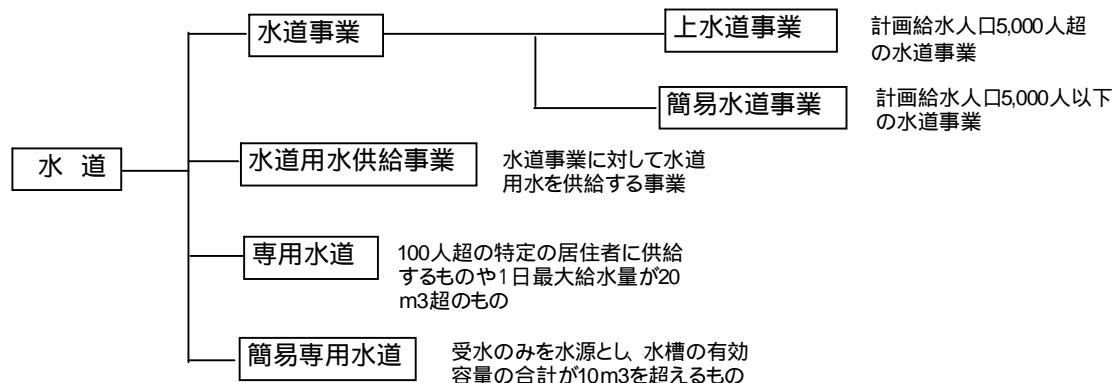 水道事業
上水道事業
計画給水人口5,000人超
の水道事業
簡易水道事業
計画給水人口5,000人以下
の水道事業
水 道
水道用水供給事業
水道事業に対して水道
用水を供給する事業
専用水道
100人超の特定の居住者に供給
するものや1日最大給水量が20
m3超のもの
簡易専用水道
受水のみを水源とし、水槽の有効
容量の合計が10m3を超えるもの